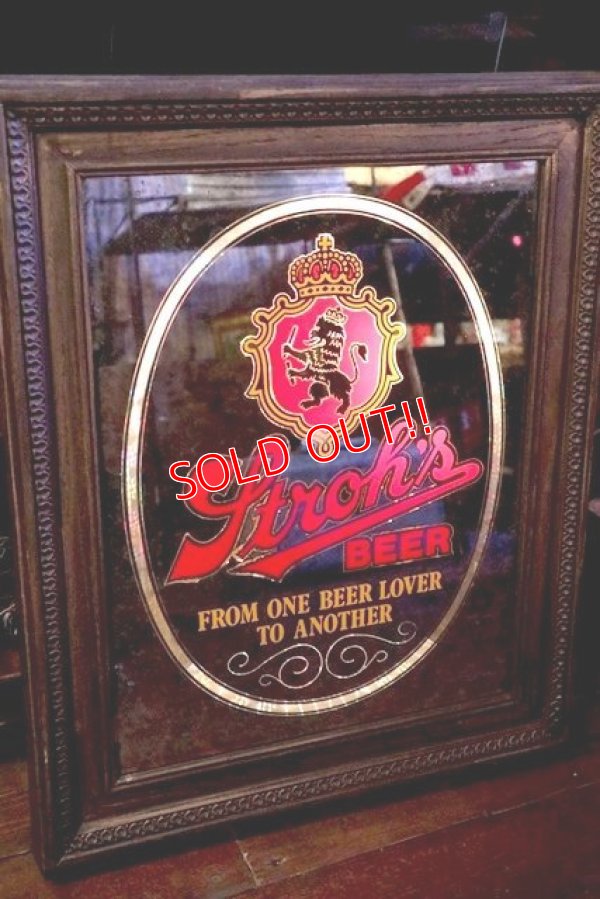 SOLD OUT!!
Stroh's
BEER
FROM ONE BEER LOVER
TO ANOTHER